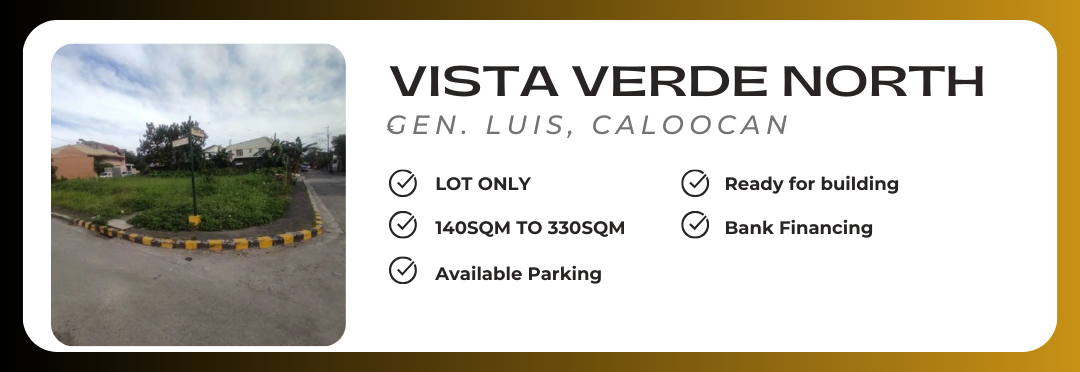 VISTA VERDE NORTH
GEN. LUIS, CALOOCAN
LOT ONLY
140SQM TO 330SQM
Available Parking
Ready for building
Bank Financing